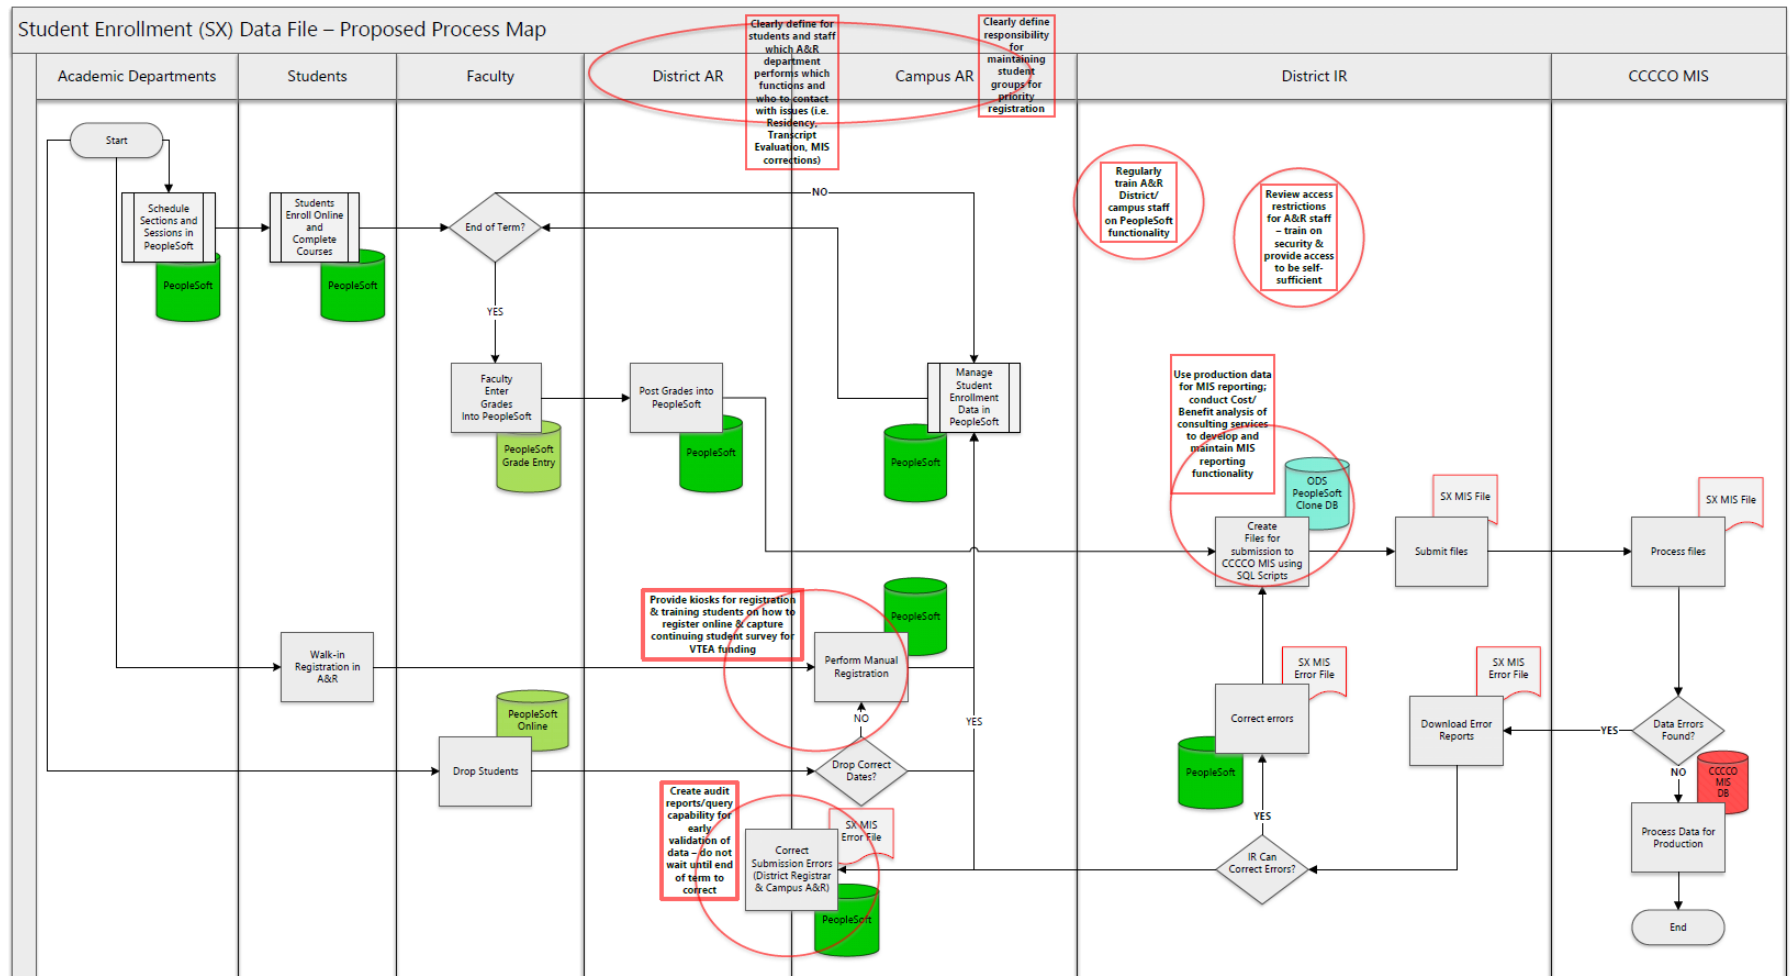 Student Enrollment (SX) Data File – Proposed Process Map
Academic Departments
Students
Faculty
District AR
Campus AR
District IR
CCCCO MIS
Clearly define for
students and staff
which A&R
department
performs which
functions and
who to contact
with issues (i.e.
Residency,
Transcript
Evaluation, MIS
corrections)
Clearly define
responsibility
for
maintaining
student
groups for
priority
registration
Start
Schedule
Sections and
Sessions in
PeopleSoft
PeopleSoft
Students
Enroll Online
and
Complete
Courses
PeopleSoft
End of Term?
NO
YES
Regularly
train A&R
District/
campus staff
on PeopleSoft
functionality
Review access
restrictions
for A&R staff
– train on
security &
provide access
to be self-
sufficient
Faculty
Enter
Grades
Into PeopleSoft
PeopleSoft
Grade Entry
Post Grades into
PeopleSoft
PeopleSoft
Manage
Student
Enrollment
Data in
PeopleSoft
PeopleSoft
Use production data
for MIS reporting;
conduct Cost/
Benefit analysis of
consulting services
to develop and
maintain MIS
reporting
functionality
ODS
PeopleSoft
Clone DB
Create
Files for
submission to
CCCCO MIS using
SQL Scripts
SX MIS File
Submit files
SX MIS File
Process files
Provide kiosks for registration
& training students on how to
register online & capture
continuing student survey for
VTEA funding
PeopleSoft
Walk-in
Registration in
A&R
Perform Manual
Registration
NO
YES
PeopleSoft
Online
Drop Students
Drop Correct
Dates?
SX MIS
Error File
Correct errors
PeopleSoft
YES
SX MIS
Error File
Download Error
Reports
YES
Data Errors
Found?
NO
CCCCO
MIS
DB
Process Data for
Production
End
Create audit
reports/query
capability for
early
validation of
data – do not
wait until end
of term to
correct
SX MIS
Error File
Correct
Submission Errors
(District Registrar
& Campus A&R)
PeopleSoft
IR Can
Correct Errors?